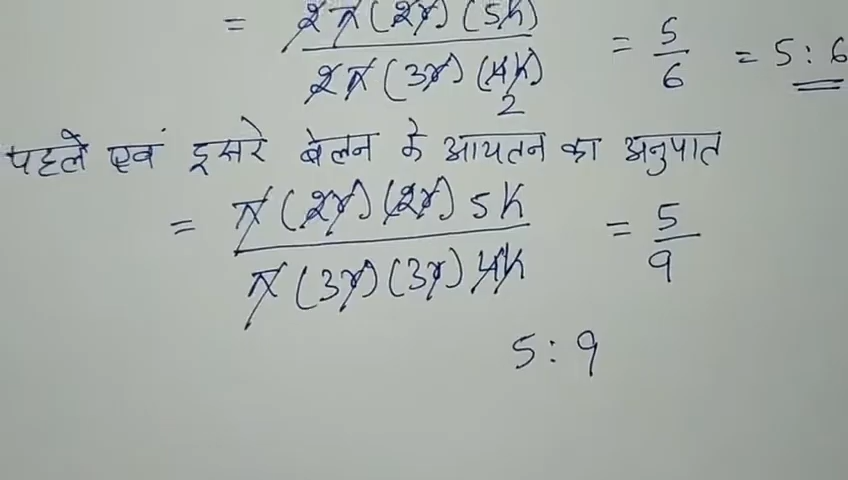 = 2π(2r)(5h) / 2π(3r)(4h) 2 = 5/6 = 5:6
पहले एवं दूसरे बेलन के आयतन का अनुपात
= π(2r)(2r)5h / π(3r)(3r)4h = 5/9
5:9